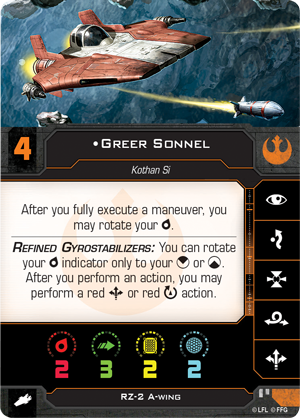 4
•Greer Sonnel
Kothan Si
After you fully execute a maneuver, you
may rotate your .
Refined Gyrostabilizers: You can rotate
your indicator only to your or .
After you perform an action, you may
perform a red or red action.
2 3 2 2
RZ-2 A-wing
©LFL ©FFG